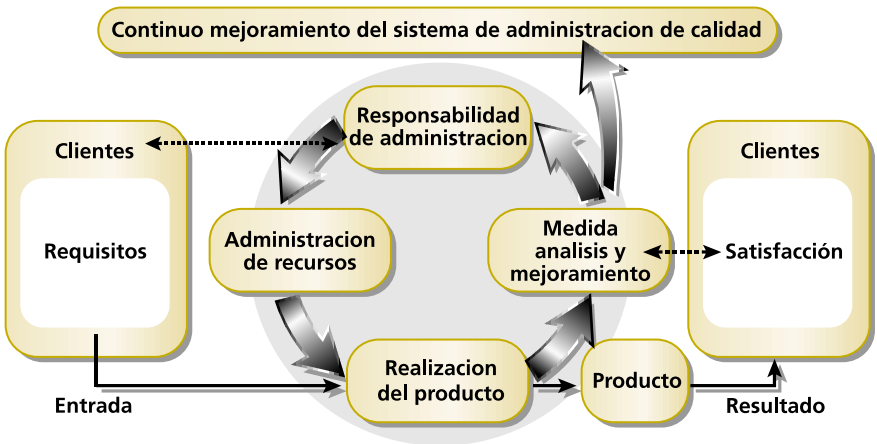 Continuo mejoramiento del sistema de administracion de calidad
Responsabilidad
de administracion
Clientes
Requisitos
Administracion
de recursos
Medida
analisis y
mejoramiento
Clientes
Satisfacción
Realizacion
del producto
Producto
Entrada
Resultado